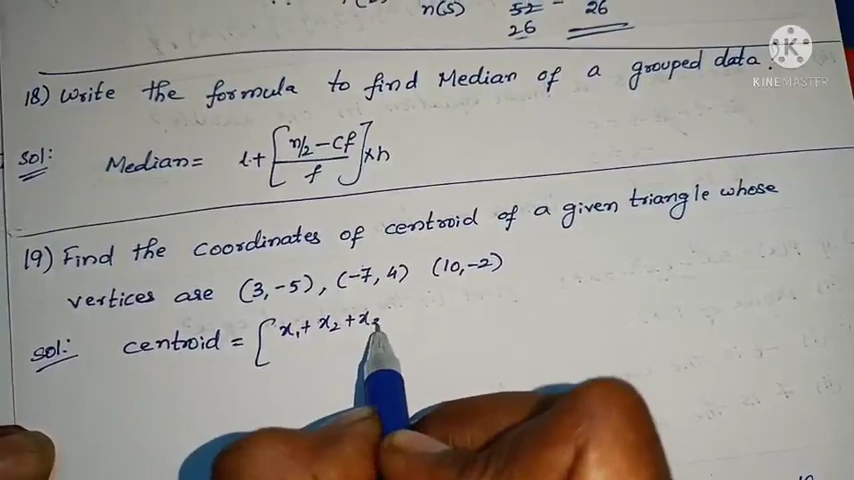 n(S) 52 - 26
26
18) Write the formula to find Median of a grouped data.
Sol: Median = l + [n/2 - cf / f] x h
19) Find the coordinates of centroid of a given triangle whose
vertices are (3, -5), (-7, 4) (10, -2)
Sol: centroid = [x₁ + x₂ + x₃
KINEMASTER